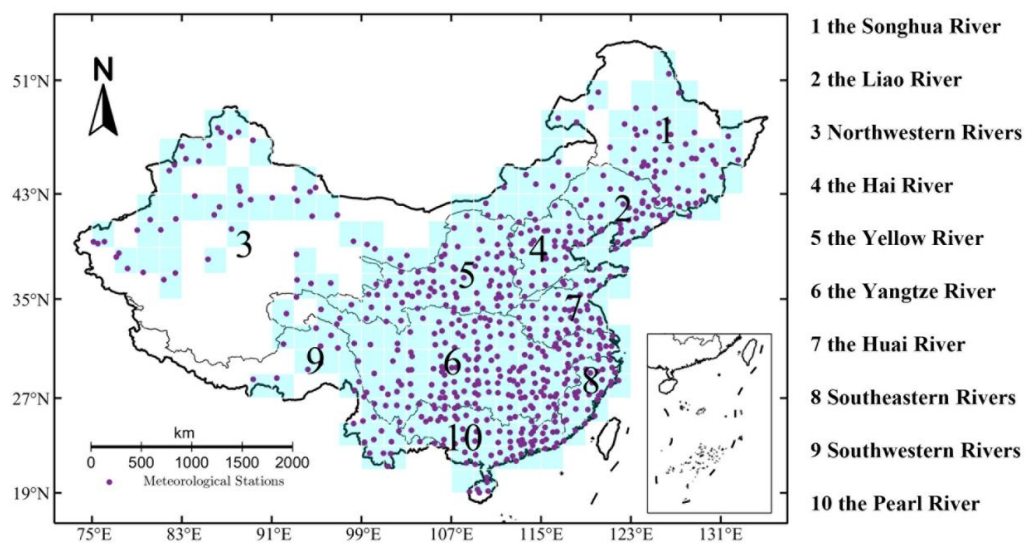 N
51°N
43°N
35°N
27°N
19°N
75°E 83°E 91°E 99°E 107°E 115°E 123°E 131°E
1
2
3
4
5
6
7
8
9
10
km
0 500 1000 1500 2000
Meteorological Stations
1 the Songhua River
2 the Liao River
3 Northwestern Rivers
4 the Hai River
5 the Yellow River
6 the Yangtze River
7 the Huai River
8 Southeastern Rivers
9 Southwestern Rivers
10 the Pearl River